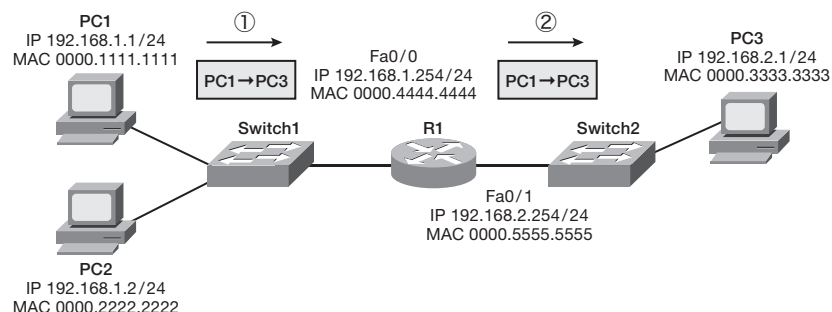 PC1
IP 192.168.1.1/24
MAC 0000.1111.1111
①
PC1→PC3
Fa0/0
IP 192.168.1.254/24
MAC 0000.4444.4444
②
PC1→PC3
PC3
IP 192.168.2.1/24
MAC 0000.3333.3333
Switch1
R1
Switch2
Fa0/1
IP 192.168.2.254/24
MAC 0000.5555.5555
PC2
IP 192.168.1.2/24
MAC 0000.2222.2222